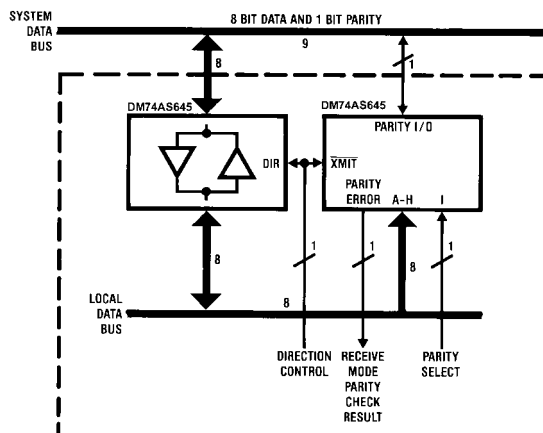 SYSTEM
DATA
BUS
8 BIT DATA AND 1 BIT PARITY
9
8
1
DM74AS645
DM74AS645
PARITY I/O
DIR
XMIT
PARITY
ERROR
A-H
I
8
1
1
8
1
LOCAL
DATA
BUS
8
DIRECTION
CONTROL
RECEIVE
MODE
PARITY
CHECK
RESULT
PARITY
SELECT